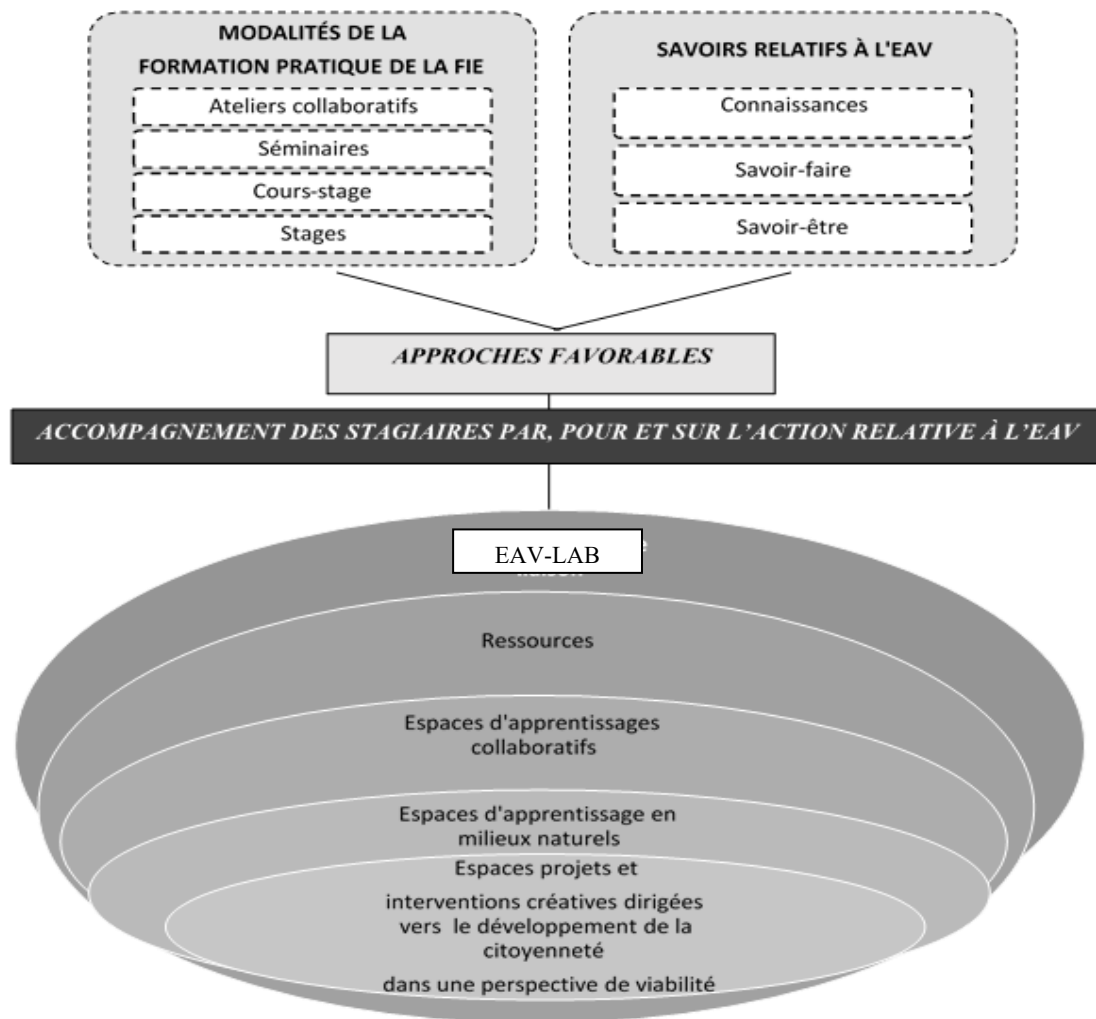 MODALITÉS DE LA
FORMATION PRATIQUE DE LA FIE
Ateliers collaboratifs
Séminaires
Cours-stage
Stages
SAVOIRS RELATIFS À L'EAV
Connaissances
Savoir-faire
Savoir-être
APPROCHES FAVORABLES
ACCOMPAGNEMENT DES STAGIAIRES PAR, POUR ET SUR L’ACTION RELATIVE À L’EAV
EAV-LAB
Ressources
Espaces d'apprentissages
collaboratifs
Espaces d'apprentissage en
milieux naturels
Espaces projets et
interventions créatives dirigées
vers le développement de la
citoyenneté
dans une perspective de viabilité